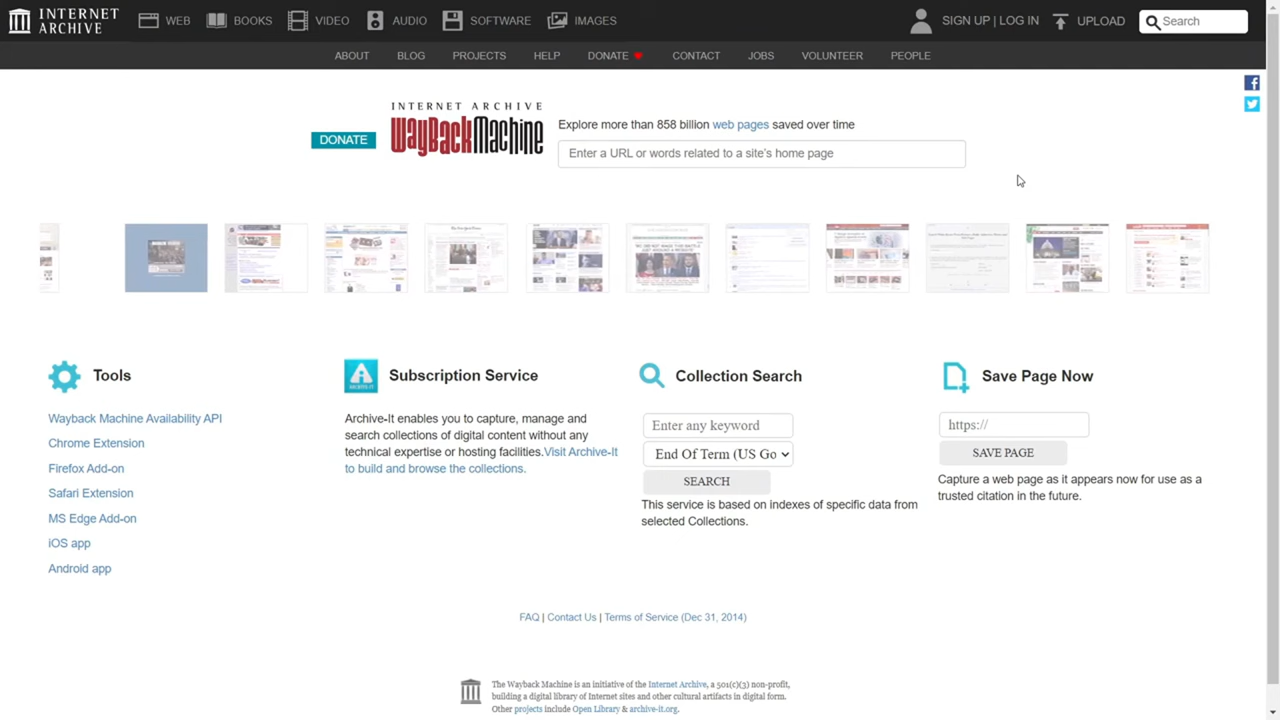 INTERNET ARCHIVE
WEB BOOKS VIDEO AUDIO SOFTWARE IMAGES SIGN UP | LOG IN UPLOAD Search
ABOUT BLOG PROJECTS HELP DONATE CONTACT JOBS VOLUNTEER PEOPLE
DONATE
INTERNET ARCHIVE
WayBackMachine
Explore more than 858 billion web pages saved over time
Enter a URL or words related to a site's home page
Tools
Wayback Machine Availability API
Chrome Extension
Firefox Add-on
Safari Extension
MS Edge Add-on
iOS app
Android app
Subscription Service
Archive-It enables you to capture, manage and
search collections of digital content without any
technical expertise or hosting facilities.Visit Archive-It
to build and browse the collections.
Collection Search
Enter any keyword
End Of Term (US Go
SEARCH
This service is based on indexes of specific data from
selected Collections.
Save Page Now
https://
SAVE PAGE
Capture a web page as it appears now for use as a
trusted citation in the future.
FAQ | Contact Us | Terms of Service (Dec 31, 2014)
The Wayback Machine is an initiative of the Internet Archive, a 501(c)(3) non-profit,
building a digital library of Internet sites and other cultural artifacts in digital form.
Other projects include Open Library & archive-it.org.